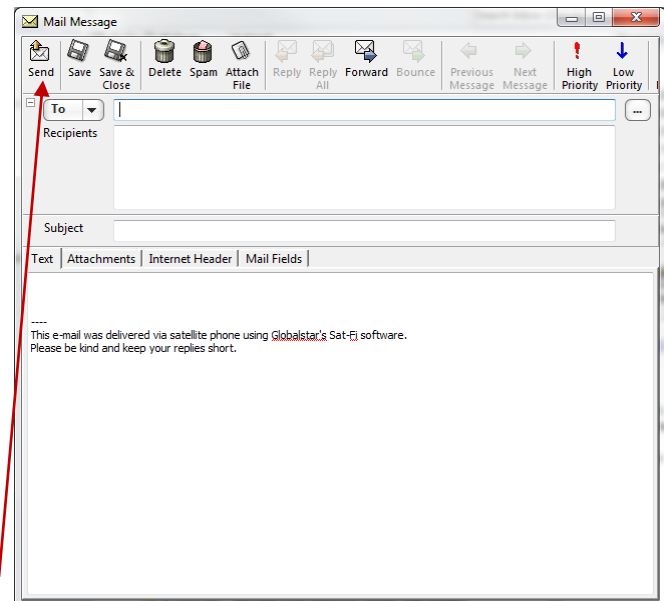 Mail Message
Send Save Save & Close Delete Spam Attach File Reply Reply All Forward Bounce Previous Message Next Message High Priority Low Priority
To ...
Recipients
Subject
Text Attachments Internet Header Mail Fields
----
This e-mail was delivered via satellite phone using Globalstar's Sat-Fi software.
Please be kind and keep your replies short.